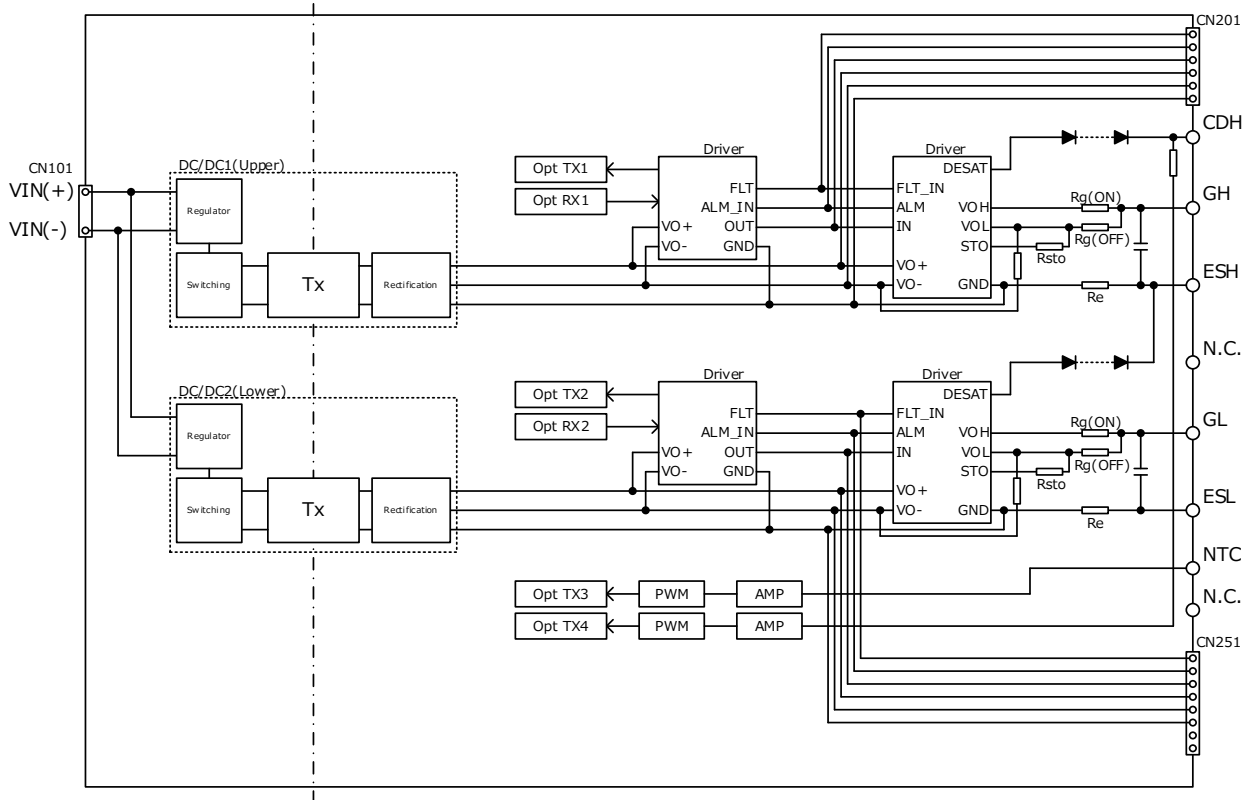 CN201
CDH
Driver
Driver
DESAT
CN101
DC/DC1(Upper)
Opt TX1
VIN(+)
Regulator
Opt RX1
FLT
FLT_IN
Rg(ON)
GH
ALM_IN
ALM
VOH
VIN(-)
VO+
OUT
IN
VOL
Rg(OFF)
VO-
GND
STO
Rsto
ESH
Switching
Tx
Rectification
VO+
VO-
GND
Re
N.C.
DC/DC2(Lower)
Driver
Driver
Opt TX2
DESAT
Regulator
Opt RX2
FLT
FLT_IN
Rg(ON)
GL
ALM_IN
ALM
VOH
VO+
OUT
IN
VOL
Rg(OFF)
VO-
GND
STO
Rsto
ESL
Switching
Tx
Rectification
VO+
VO-
GND
Re
NTC
Opt TX3
PWM
AMP
N.C.
Opt TX4
PWM
AMP
CN251